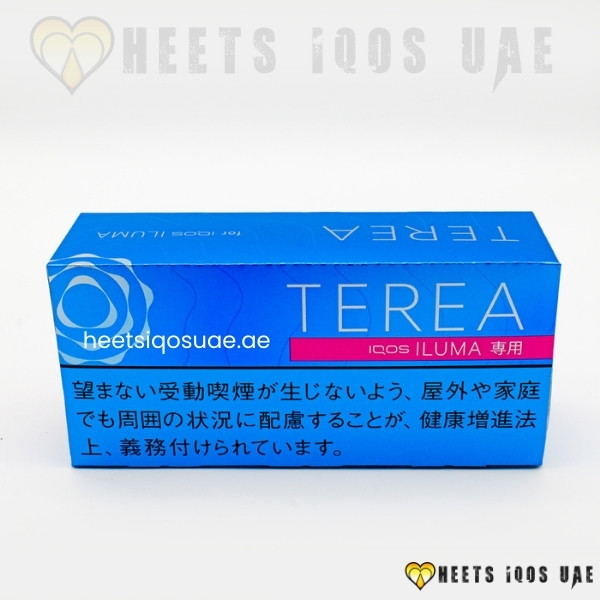 HEETS iQOS UAE
for IQOS ILUMA
TEREA
TEREA
heetsiqosuae.ae
IQOS ILUMA 専用
望まない受動喫煙が生じないよう、屋外や家庭
でも周囲の状況に配慮することが、健康増進法
上、義務付けられています。
HEETS iQOS UAE